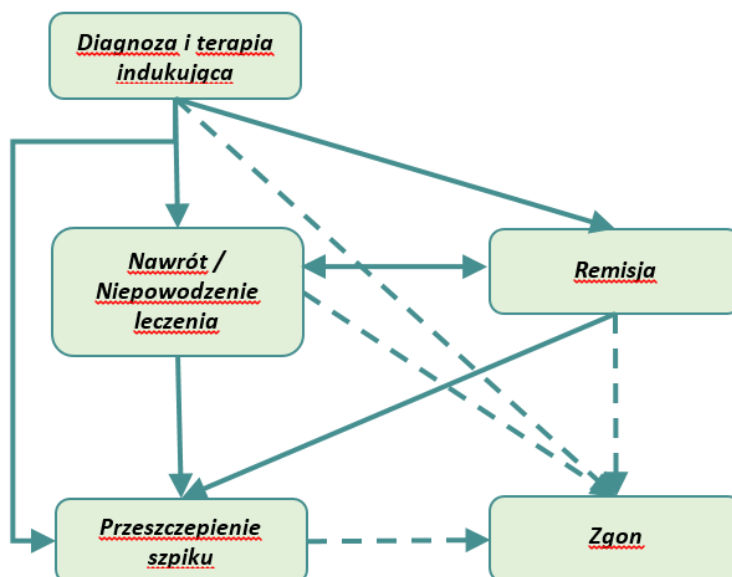 Diagnoza i terapia
indukująca
Nawrót /
Niepowodzenie
leczenia
Remisja
Przeszczepienie
szpiku
Zgon